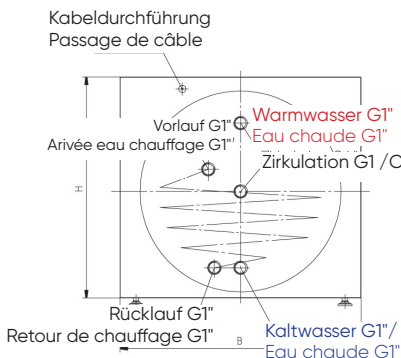 Kabeldurchführung
Passage de câble
Vorlauf G1"
Arivée eau chauffage G1"
Warmwasser G1"
Eau chaude G1"
Zirkulation G1 /C
H
Rücklauf G1"
Retour de chauffage G1"
B
Kaltwasser G1"/
Eau chaude G1"